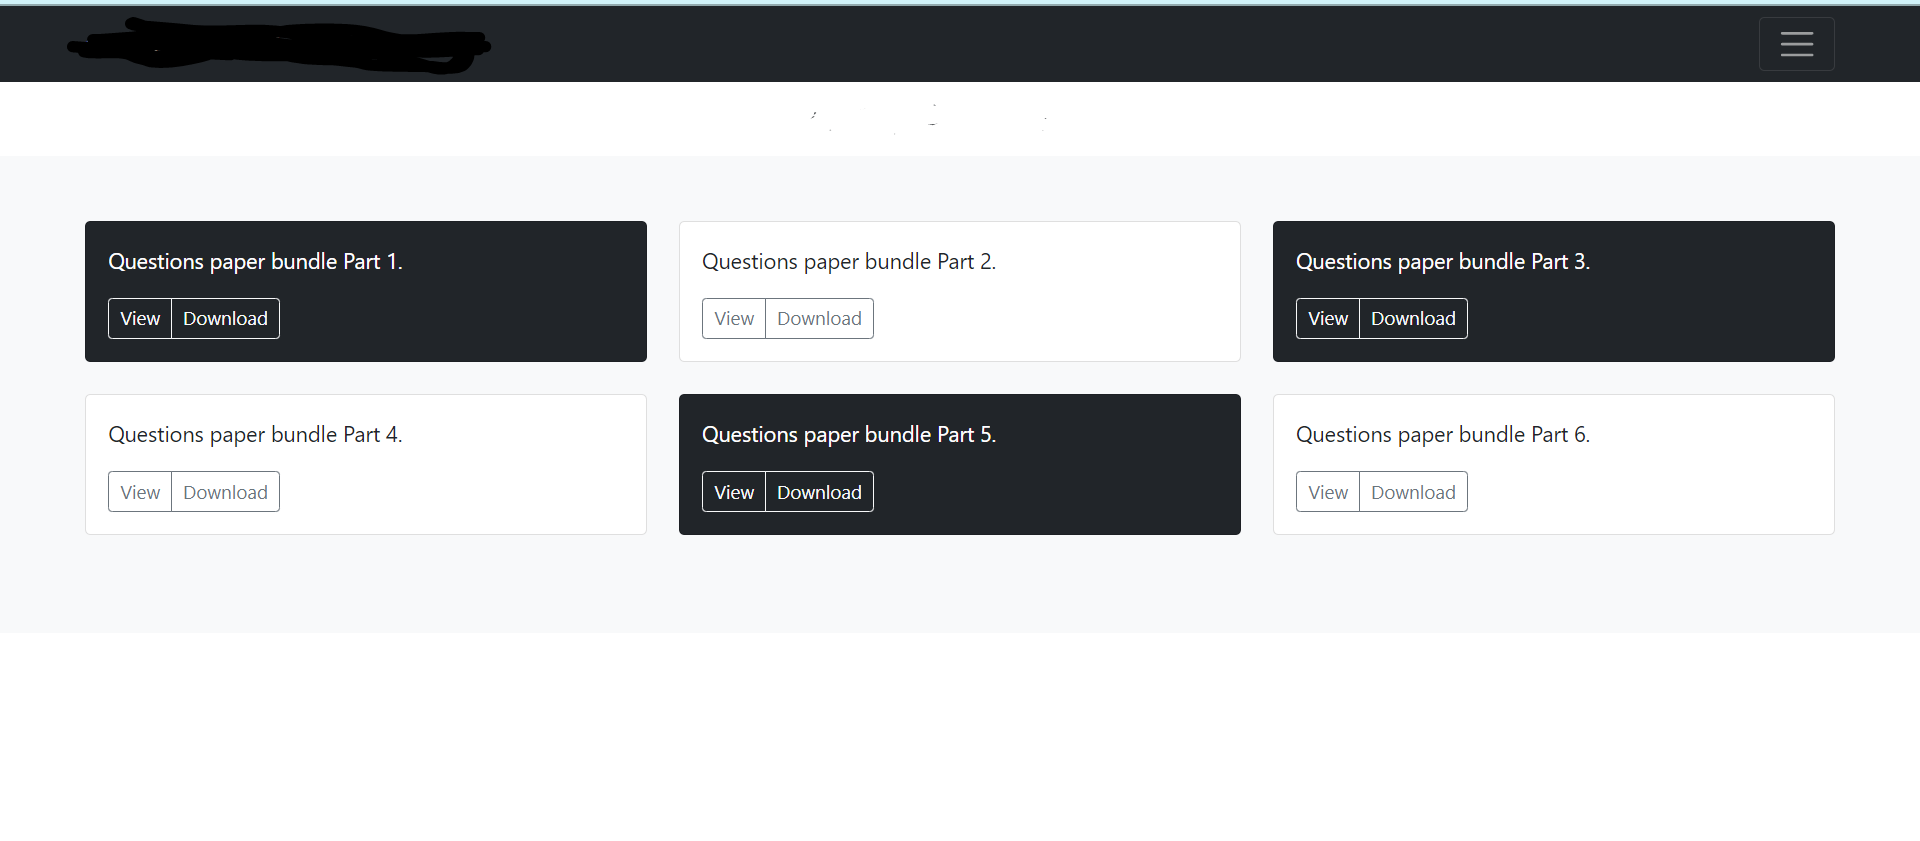 Questions paper bundle Part 1.
View Download
Questions paper bundle Part 2.
View Download
Questions paper bundle Part 3.
View Download
Questions paper bundle Part 4.
View Download
Questions paper bundle Part 5.
View Download
Questions paper bundle Part 6.
View Download